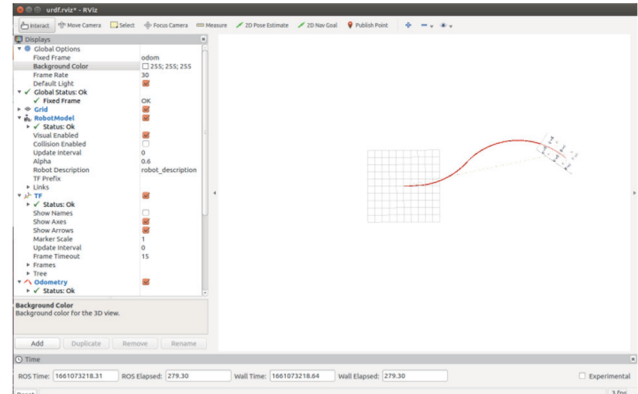 urdf.rviz* - RViz
Interact Move Camera Select Focus Camera Measure 2D Pose Estimate 2D Nav Goal Publish Point
Displays
Global Options
Fixed Frame odom
Background Color 255; 255; 255
Frame Rate 30
Default Light
Global Status: Ok
Fixed Frame OK
Grid
RobotModel
Status: Ok
Visual Enabled
Collision Enabled
Update Interval 0
Alpha 0.6
Robot Description robot_description
TF Prefix
Links
TF
Status: Ok
Show Names
Show Axes
Show Arrows
Marker Scale 1
Update Interval 0
Frame Timeout 15
Frames
Tree
Odometry
Status: Ok
Background Color
Background color for the 3D view.
Add Duplicate Remove Rename
Time
ROS Time: 1661073218.31 ROS Elapsed: 279.30 Wall Time: 1661073218.64 Wall Elapsed: 279.30 Experimental